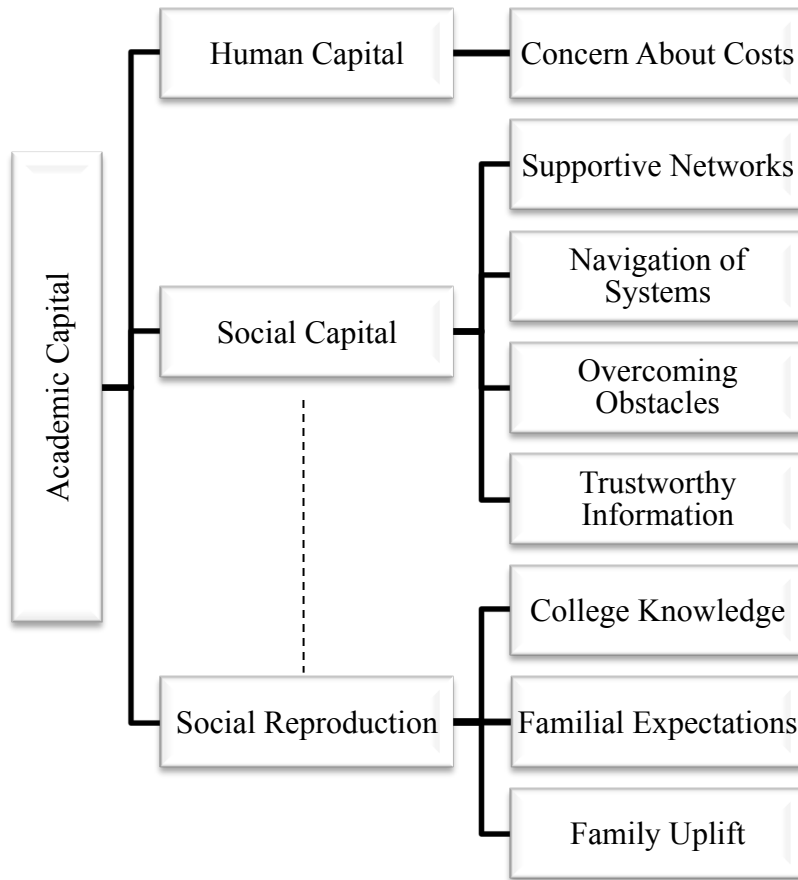 Academic Capital
Human Capital
Concern About Costs
Social Capital
Supportive Networks
Navigation of
Systems
Overcoming
Obstacles
Trustworthy
Information
Social Reproduction
College Knowledge
Familial Expectations
Family Uplift